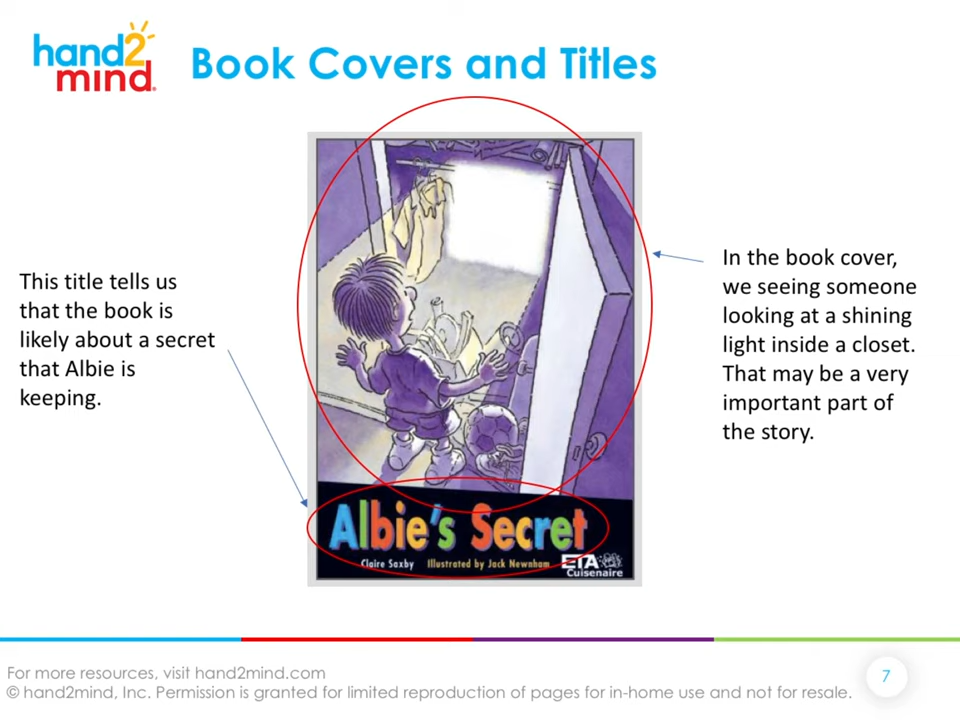 hand2
mind®
Book Covers and Titles
This title tells us
that the book is
likely about a secret
that Albie is
keeping.
In the book cover,
we seeing someone
looking at a shining
light inside a closet.
That may be a very
important part of
the story.
Albie's Secret
Claire Saxby Illustrated by Jack Newnham
ETA
Cuisenaire
For more resources, visit hand2mind.com
© hand2mind, Inc. Permission is granted for limited reproduction of pages for in-home use and not for resale.
7